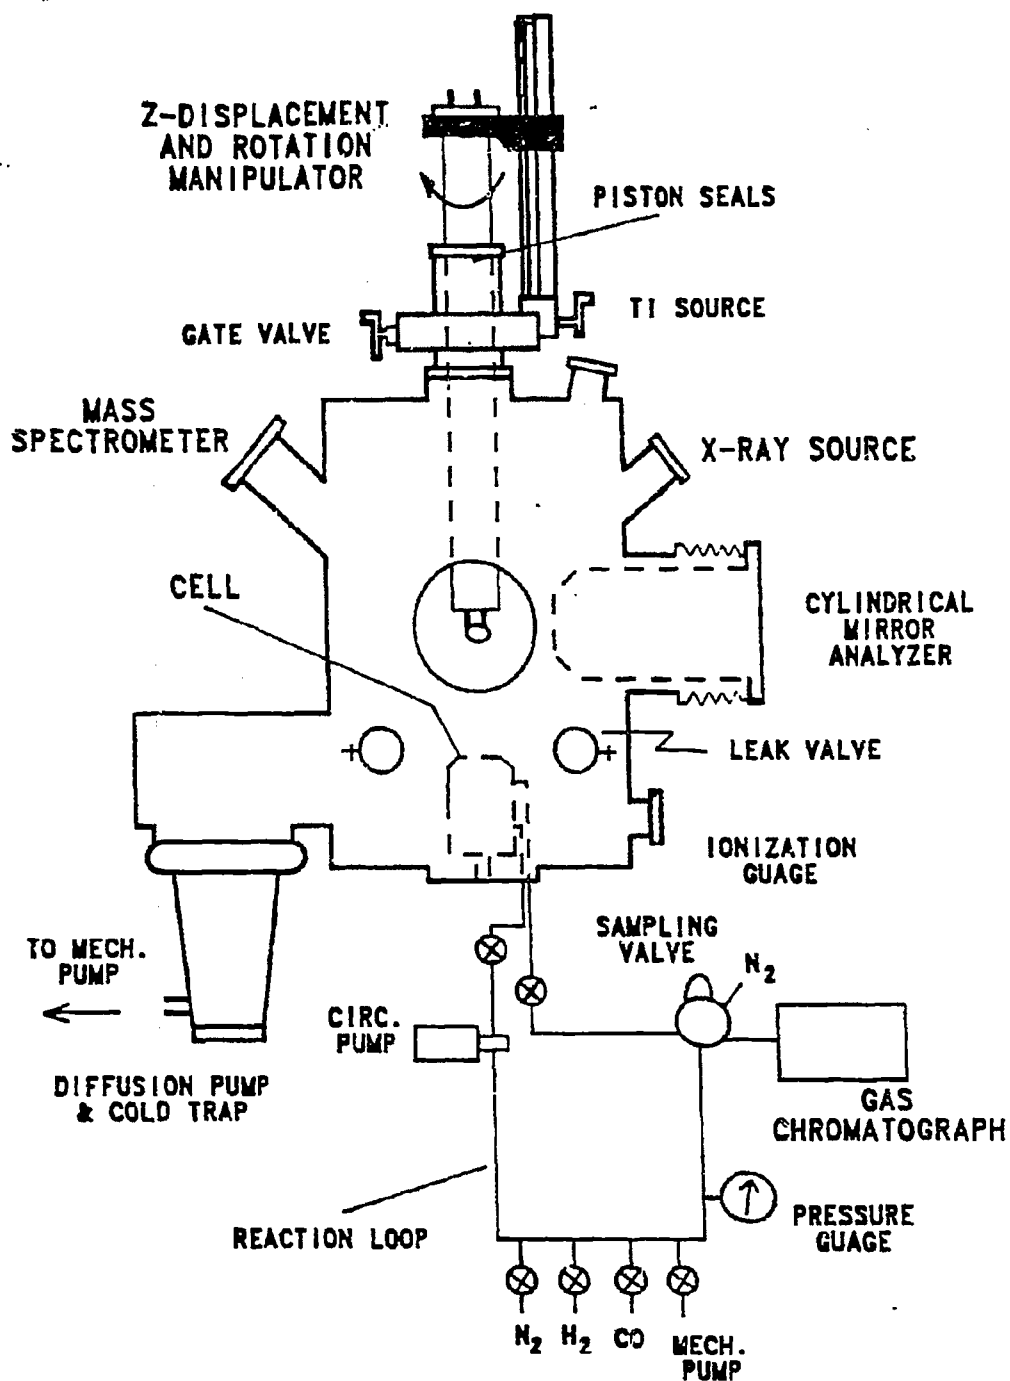 Z-DISPLACEMENT
AND ROTATION
MANIPULATOR
PISTON SEALS
TI SOURCE
GATE VALVE
MASS
SPECTROMETER
X-RAY SOURCE
CELL
CYLINDRICAL
MIRROR
ANALYZER
LEAK VALVE
IONIZATION
GUAGE
SAMPLING
VALVE
N2
TO MECH.
PUMP
CIRC.
PUMP
DIFFUSION PUMP
& COLD TRAP
GAS
CHROMATOGRAPH
REACTION LOOP
PRESSURE
GUAGE
N2 H2 CO MECH.
PUMP